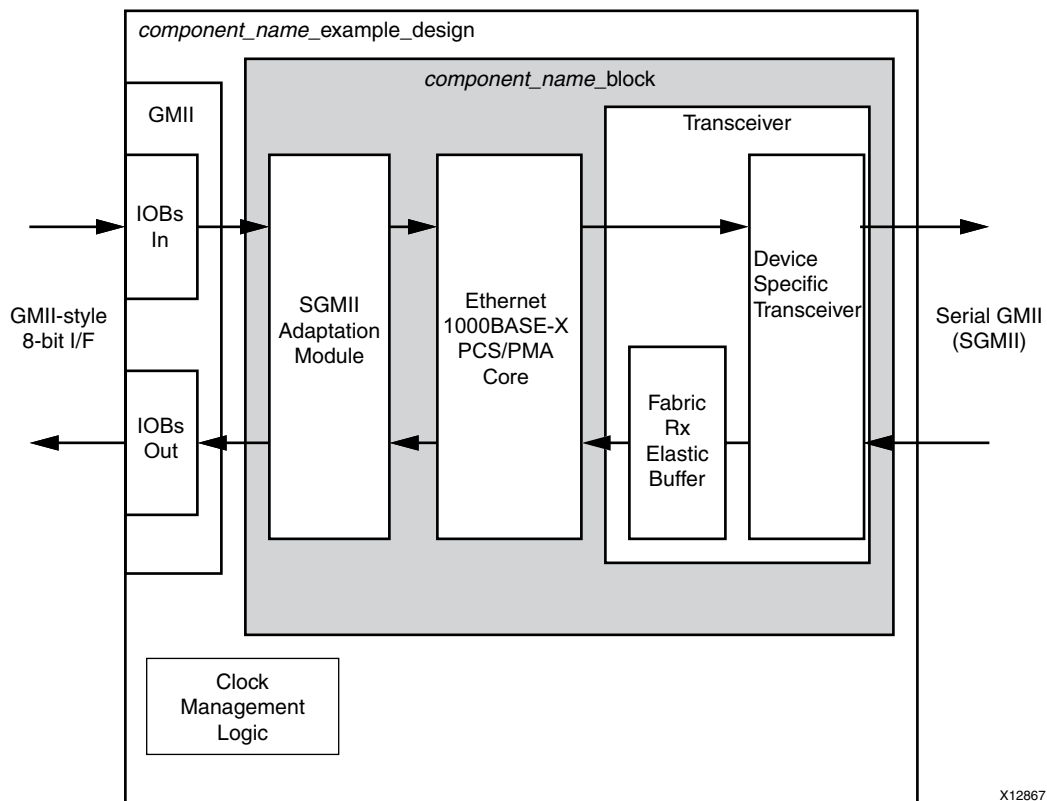 component_name_example_design
component_name_block
GMII
Transceiver
IOBs
In
GMII-style
8-bit I/F
SGMII
Adaptation
Module
Ethernet
1000BASE-X
PCS/PMA
Core
Device
Specific
Transceiver
Serial GMII
(SGMII)
IOBs
Out
Fabric
Rx
Elastic
Buffer
Clock
Management
Logic
X12867